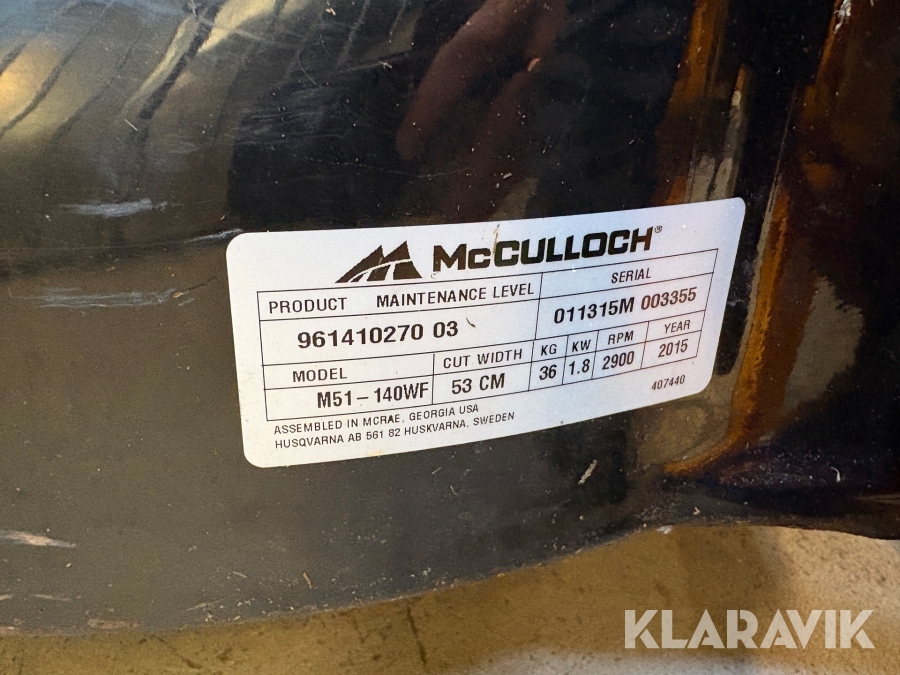 McCULLOCH®
PRODUCT MAINTENANCE LEVEL SERIAL
961410270 03 011315M 003355
MODEL CUT WIDTH KG KW RPM YEAR
M51-140WF 53 CM 36 1.8 2900 2015
ASSEMBLED IN MCRAE, GEORGIA USA 407440
HUSQVARNA AB 561 82 HUSKVARNA, SWEDEN
KLARAVIK